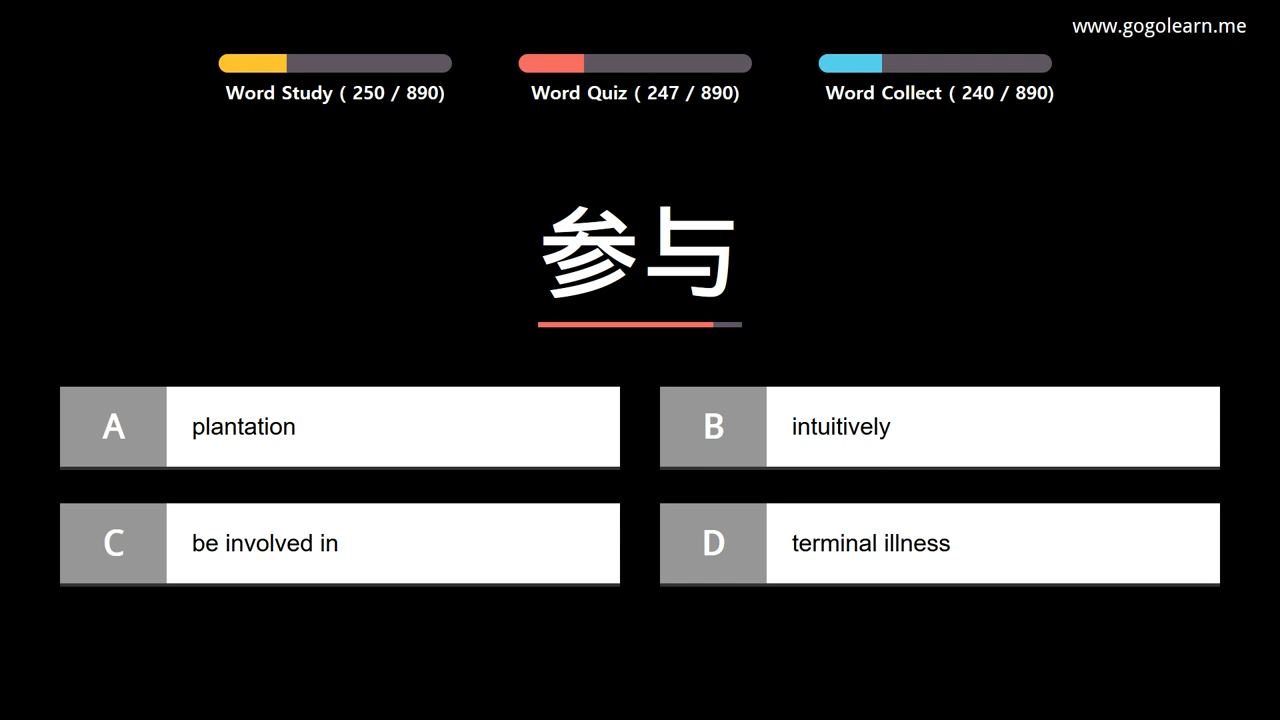 www.gogolearn.me
Word Study ( 250 / 890)
Word Quiz ( 247 / 890)
Word Collect ( 240 / 890)
参与
A plantation
B intuitively
C be involved in
D terminal illness